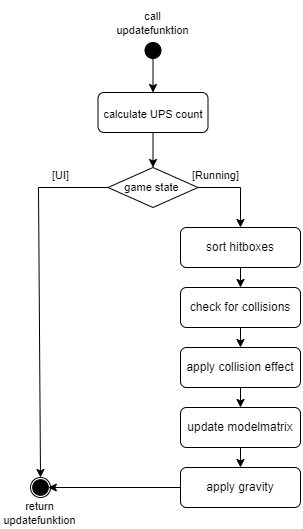 call
updatefunktion
calculate UPS count
[UI]
game state
[Running]
sort hitboxes
check for collisions
apply collision effect
update modelmatrix
apply gravity
return
updatefunktion